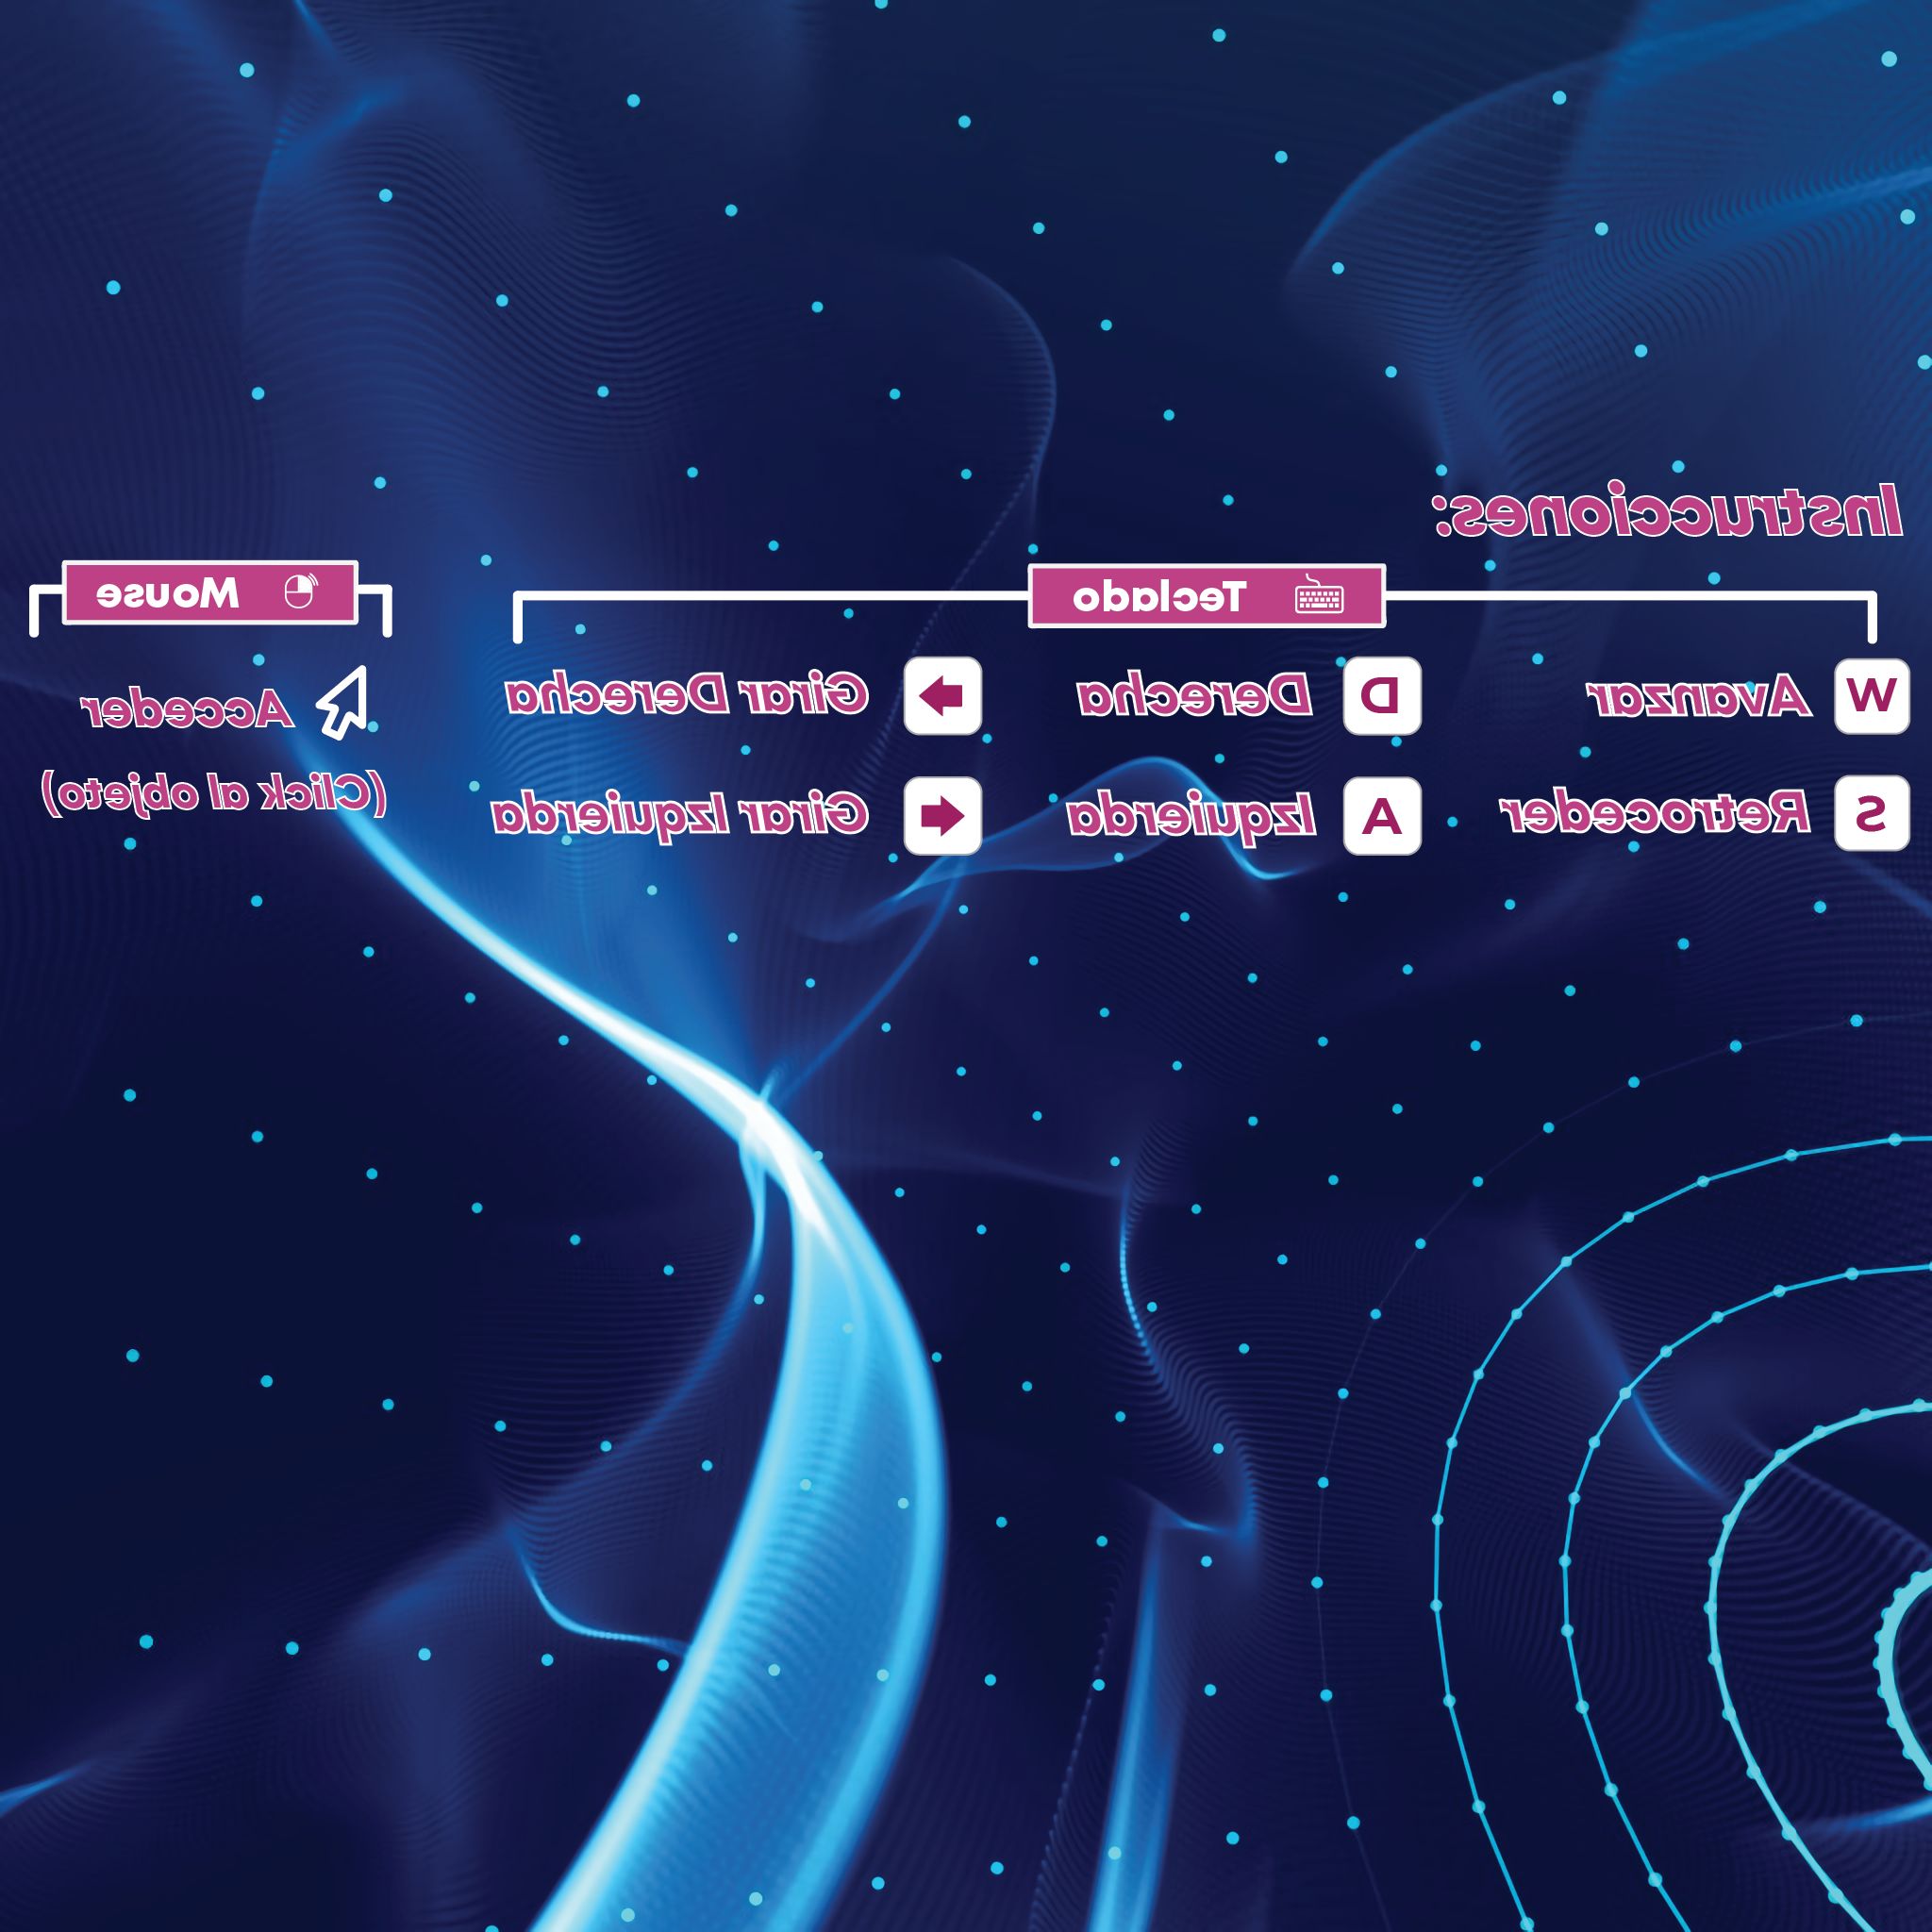 Instrucciones:
Teclado
Mouse
W Avanzar
D Derecha
Girar Derecha
Acceder
S Retroceder
A Izquierda
Girar Izquierda
(Click al objeto)